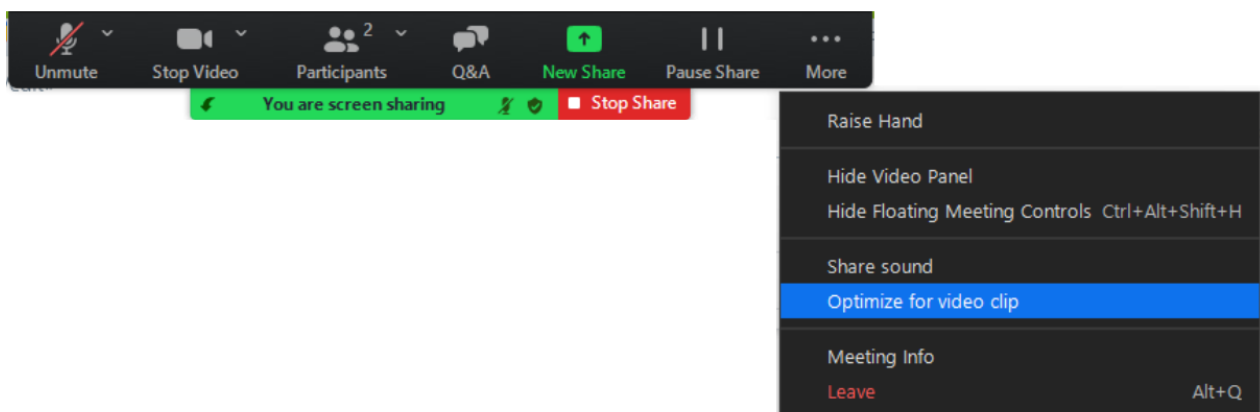 2
Unmute Stop Video Participants Q&A New Share Pause Share More
You are screen sharing Stop Share
Raise Hand
Hide Video Panel
Hide Floating Meeting Controls Ctrl+Alt+Shift+H
Share sound
Optimize for video clip
Meeting Info
Leave Alt+Q